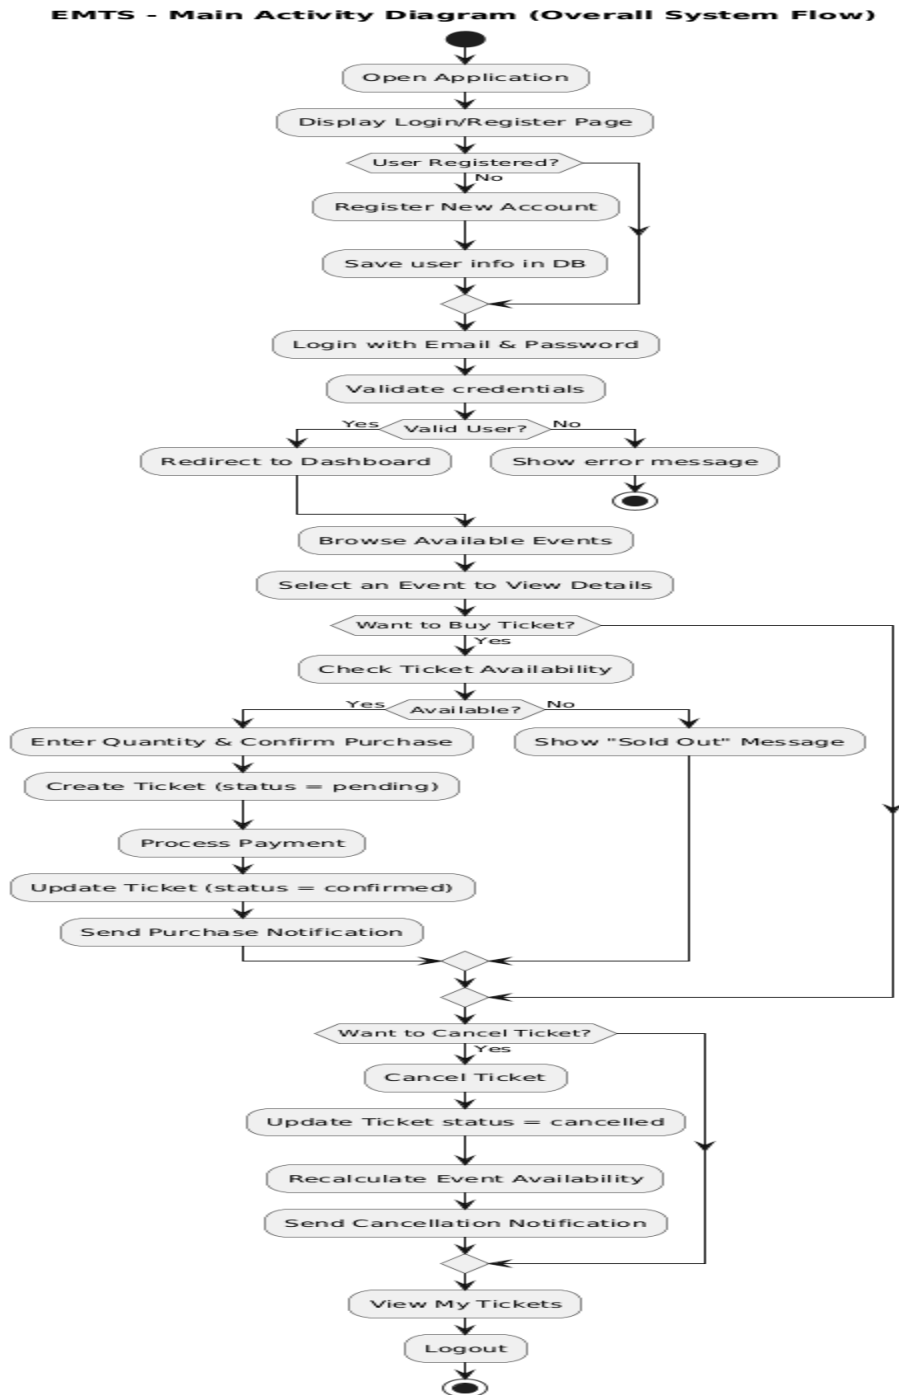 EMTS - Main Activity Diagram (Overall System Flow)
Open Application
Display Login/Register Page
User Registered?
No
Register New Account
Save user info in DB
Login with Email & Password
Validate credentials
Yes
Valid User?
No
Redirect to Dashboard
Show error message
Browse Available Events
Select an Event to View Details
Want to Buy Ticket?
Yes
Check Ticket Availability
Yes
Available?
No
Enter Quantity & Confirm Purchase
Show "Sold Out" Message
Create Ticket (status = pending)
Process Payment
Update Ticket (status = confirmed)
Send Purchase Notification
Want to Cancel Ticket?
Yes
Cancel Ticket
Update Ticket status = cancelled
Recalculate Event Availability
Send Cancellation Notification
View My Tickets
Logout